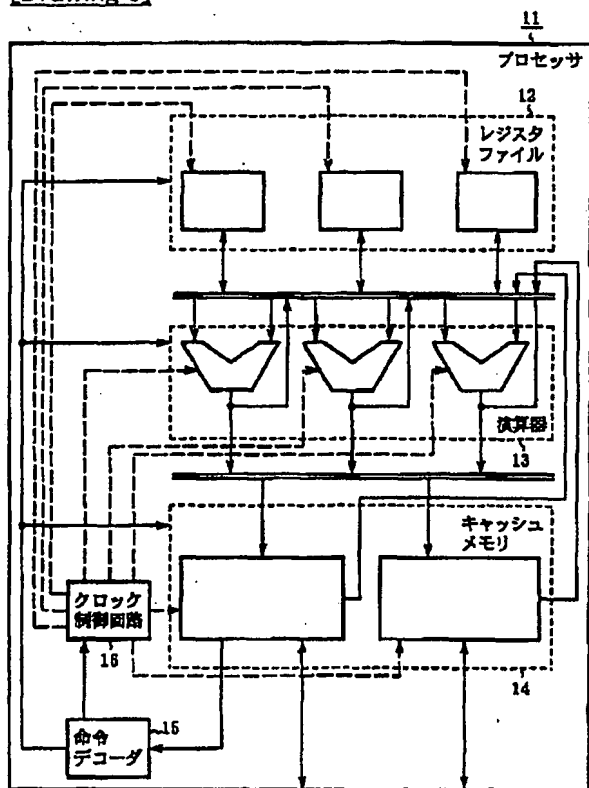 11
プロセッサ
12
レジスタ
ファイル
演算器
13
キャッシュ
メモリ
クロック
制御回路
16
14
命令
デコーダ
15